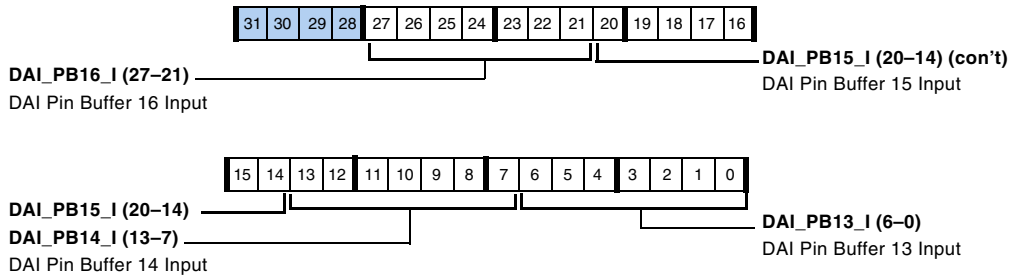 31 30 29 28 27 26 25 24 23 22 21 20 19 18 17 16
DAI_PB15_I (20–14) (con't)
DAI Pin Buffer 15 Input
DAI_PB16_I (27–21)
DAI Pin Buffer 16 Input
15 14 13 12 11 10 9 8 7 6 5 4 3 2 1 0
DAI_PB15_I (20–14)
DAI_PB14_I (13–7)
DAI Pin Buffer 14 Input
DAI_PB13_I (6–0)
DAI Pin Buffer 13 Input